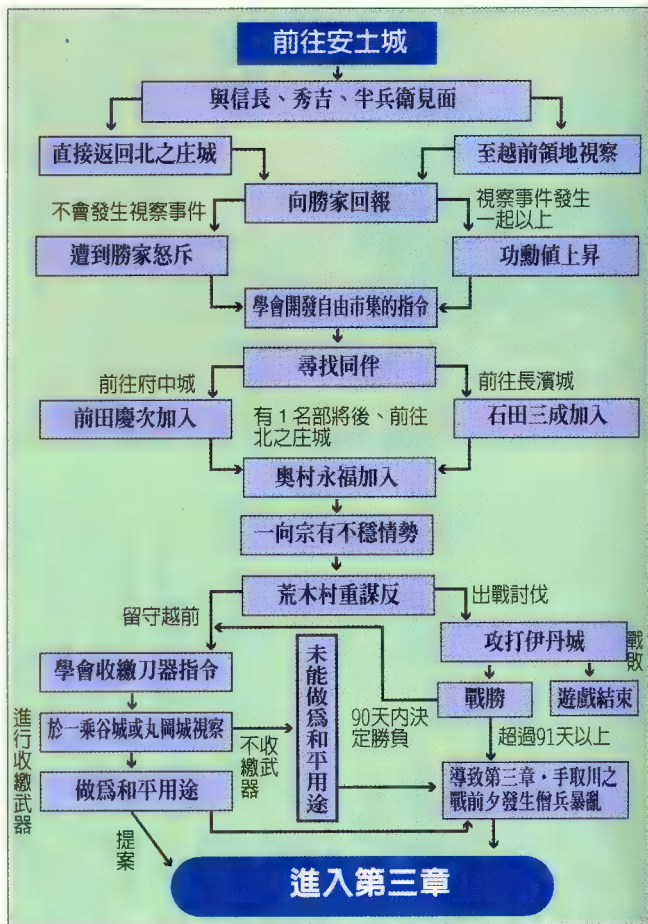 前往安土城
與信長、秀吉、半兵衛見面
直接返回北之庄城
至越前領地視察
不會發生視察事件
向勝家回報
視察事件發生
一起以上
遭到勝家怒斥
功勳值上昇
學會開發自由市集的指令
尋找同伴
前往府中城
前往長濱城
前田慶次加入
有1名部將後、前往
北之庄城
石田三成加入
奧村永福加入
一向宗有不穩情勢
荒木村重謀反
留守越前
出戰討伐
攻打伊丹城
戰敗
學會收繳刀器指令
戰勝
遊戲結束
未能做為和平用途
90天內決
定勝負
超過91天以上
進行收繳武器
於一乘谷城或丸岡城視察
不收
繳武
器
做為和平用途
導致第三章‧手取川之
戰前夕發生僧兵暴亂
提案
進入第三章